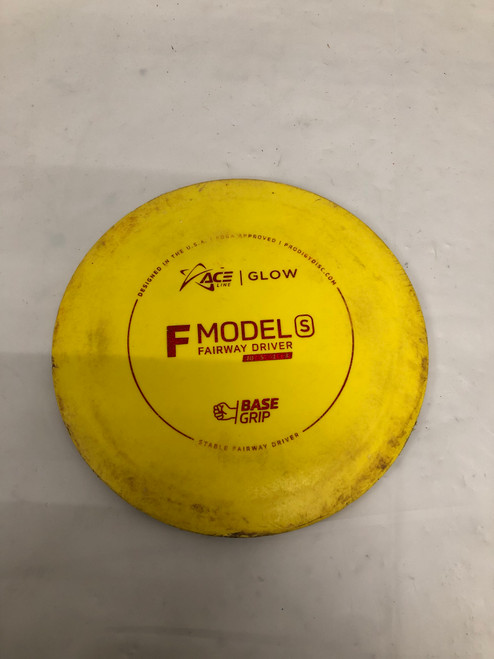 DESIGNED IN THE U.S.A. | PDGA APPROVED | PRODIGYDISC.COM
ACE LINE | GLOW
F MODEL S
FAIRWAY DRIVER
BASE
GRIP
STABLE FAIRWAY DRIVER